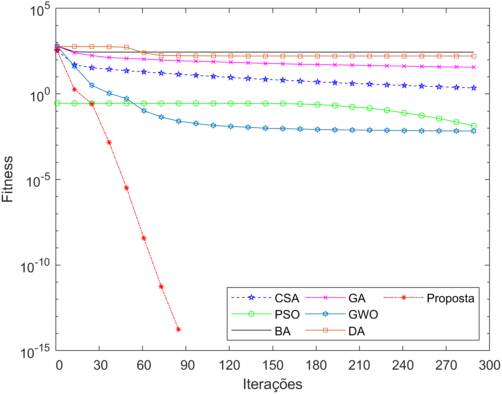 10^5
10^0
10^-5
10^-10
10^-15
Fitness
CSA GA Proposta
PSO GWO
BA DA
0 30 60 90 120 150 180 210 240 270 300
Iterações